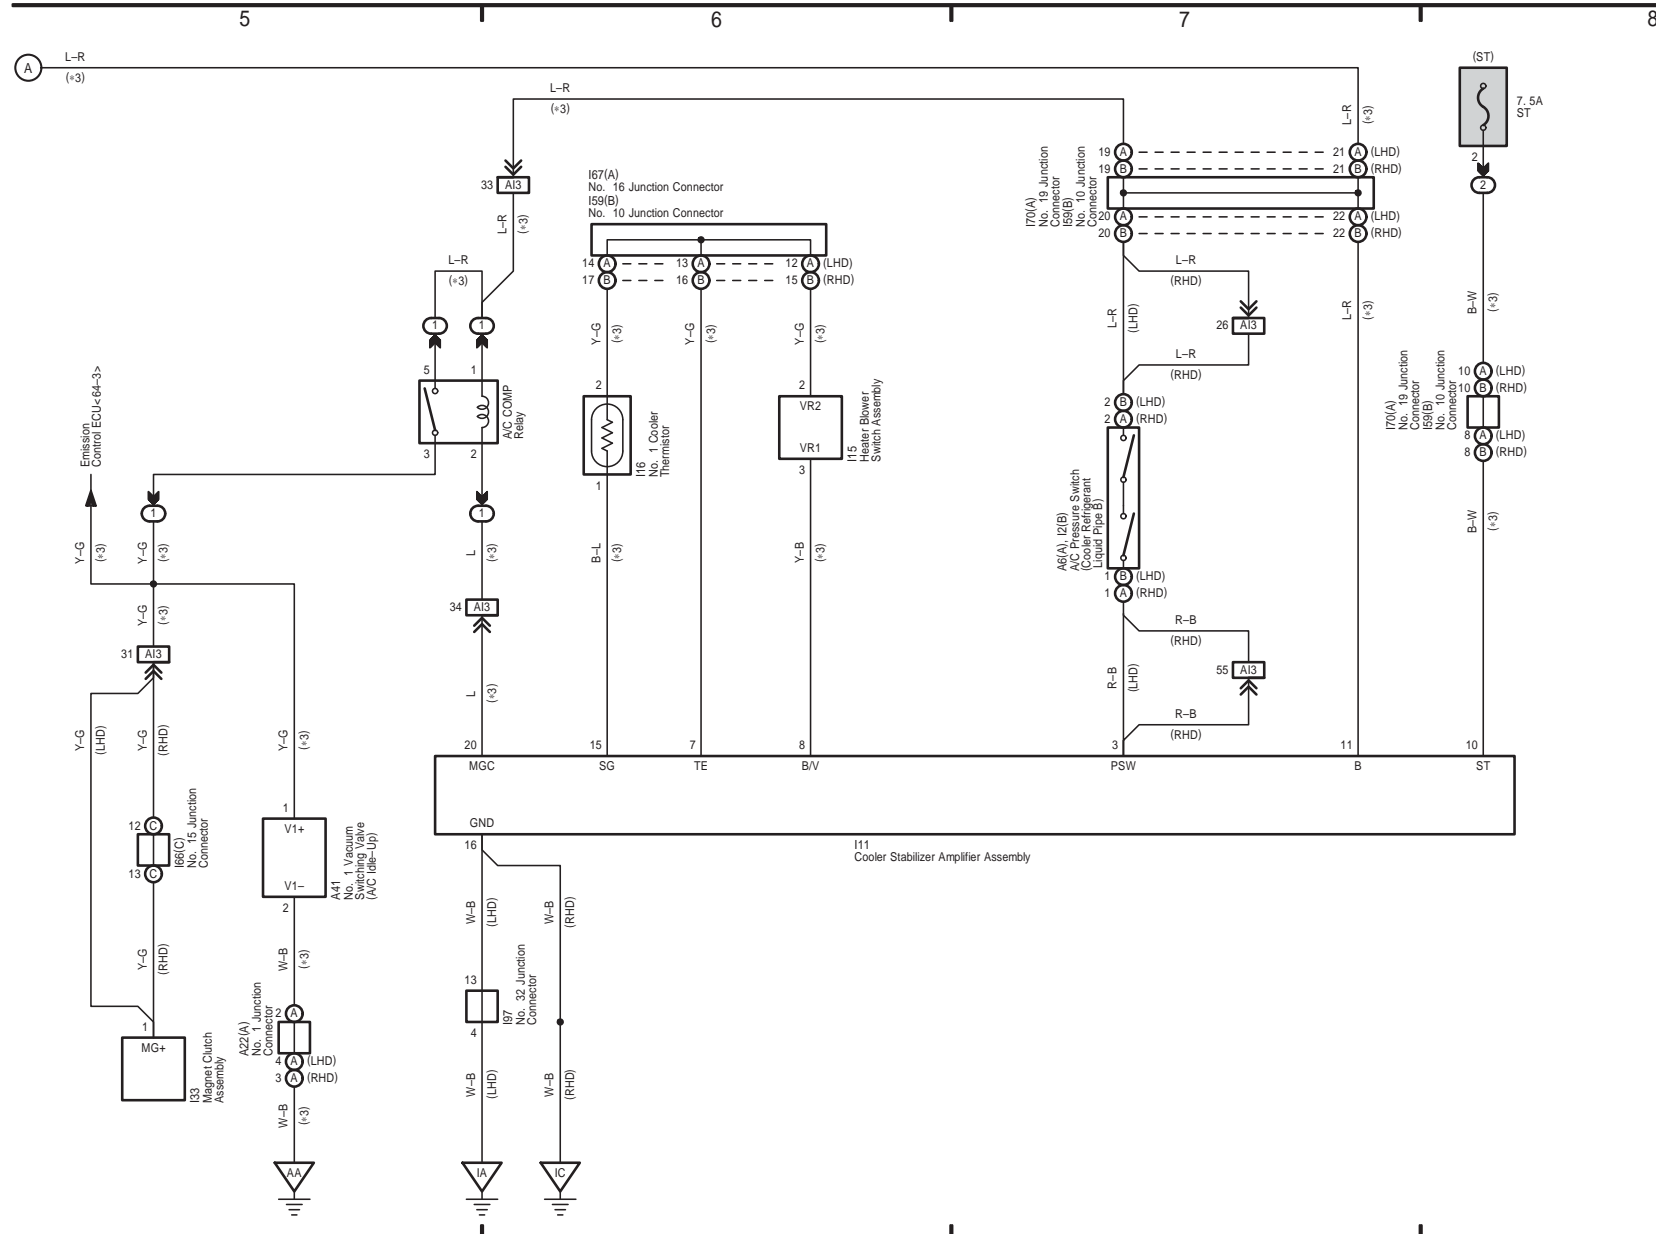 5
6
7
8
A
L–R
(∗3)
L–R
(∗3)
L–R
(∗3)
(ST)
7. 5A
ST
2
2
33
AI3
L–R
(∗3)
L–R
(∗3)
I67(A)
No. 16 Junction Connector
I59(B)
No. 10 Junction Connector
14 A
13 A
12 A (LHD)
17 B
16 B
15 B (RHD)
I70(A)
No. 19 Junction
Connector
I59(B)
No. 10 Junction
Connector
19 A
21 A (LHD)
19 B
21 B (RHD)
20 A
22 A (LHD)
20 B
22 B (RHD)
L–R
(RHD)
L–R
(LHD)
26
AI3
L–R
(RHD)
L–R
(∗3)
B–W
(∗3)
1
1
5
1
A/C COMP
Relay
3
2
1
1
Emission
Control ECU<64–3>
Y–G
(∗3)
Y–G
(∗3)
Y–G
(∗3)
Y–G
(∗3)
Y–G
(∗3)
2
I16
No. 1 Cooler
Thermistor
1
2
VR2
VR1
3
I15
Heater Blower
Switch Assembly
2 B (LHD)
2 A (RHD)
A6(A), I2(B)
A/C Pressure Switch
(Cooler Refrigerant
Liquid Pipe B)
1 B (LHD)
1 A (RHD)
I70(A)
No. 19 Junction
Connector
I59(B)
No. 10 Junction
Connector
10 A (LHD)
10 B (RHD)
8 A (LHD)
8 B (RHD)
B–W
(∗3)
L
(∗3)
B–L
(∗3)
Y–B
(∗3)
34
AI3
L
(∗3)
Y–G
(∗3)
31
AI3
R–B
(RHD)
R–B
(LHD)
55
AI3
R–B
(RHD)
Y–G
(LHD)
Y–G
(RHD)
Y–G
(∗3)
20
15
7
8
3
11
10
MGC
SG
TE
B/V
PSW
B
ST
GND
16
I11
Cooler Stabilizer Amplifier Assembly
12 C
13 C
I66(C)
No. 15 Junction
Connector
1
V1+
V1–
2
A41
No. 1 Vacuum
Switching Valve
(A/C Idle–Up)
Y–G
(RHD)
W–B
(∗3)
W–B
(LHD)
W–B
(RHD)
13
4
I97
No. 32 Junction
Connector
A22(A)
No. 1 Junction
Connector
2 A
4 A (LHD)
3 A (RHD)
1
MG+
I33
Magnet Clutch
Assembly
W–B
(∗3)
W–B
(LHD)
W–B
(RHD)
AA
IA
IC